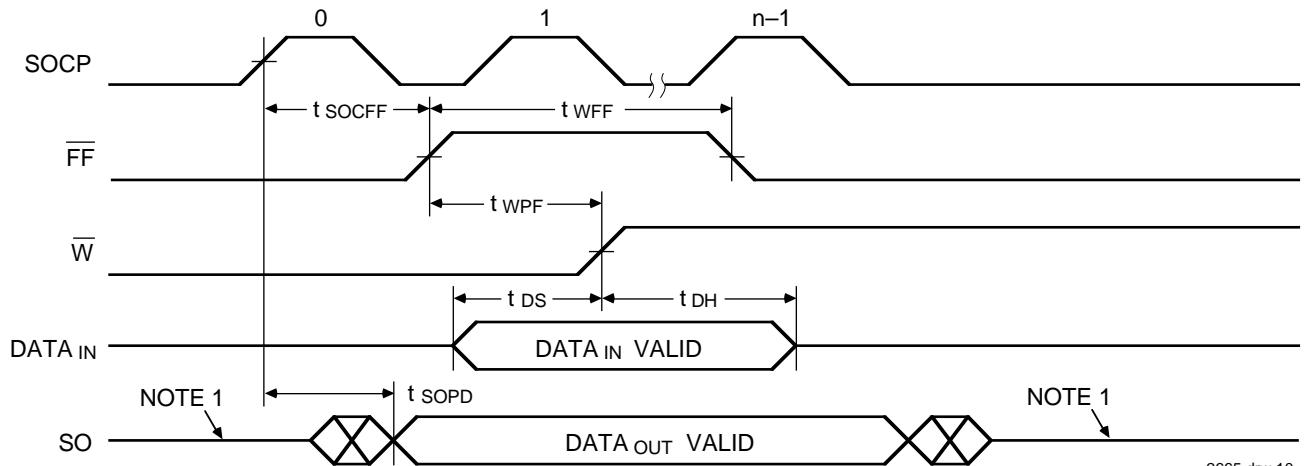 0 1 n–1
SOCP
t SOCFF t WFF
FF
t WPF
W
t DS t DH
DATA IN DATA IN VALID
NOTE 1 t SOPD NOTE 1
SO DATA OUT VALID